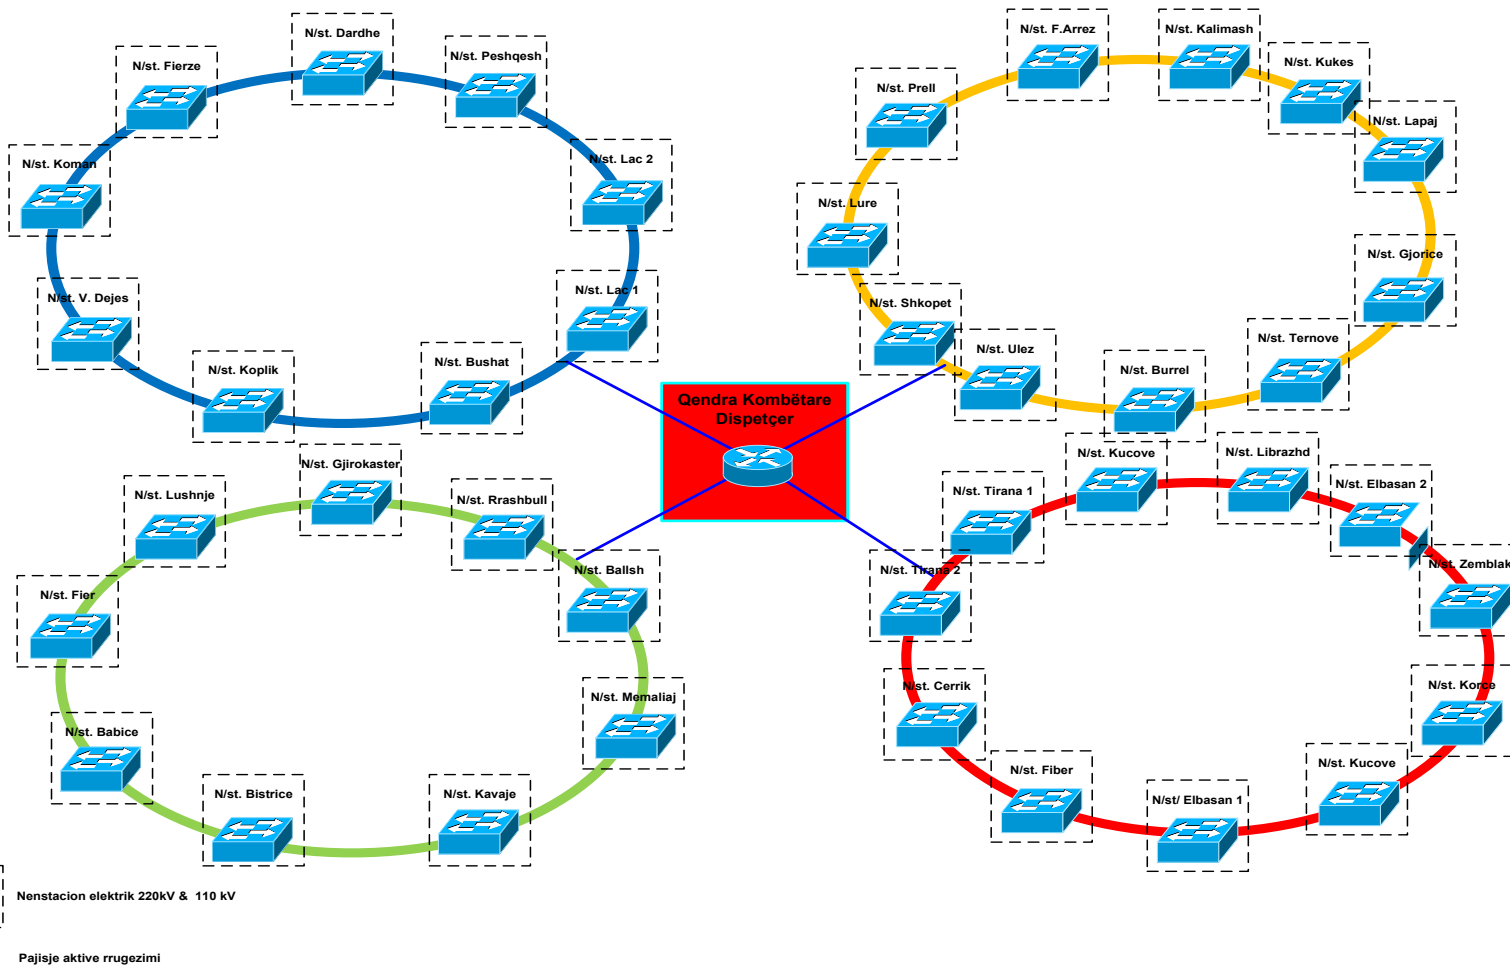 N/st. Dardhe
N/st. Peshqesh
N/st. Fierze
N/st. Lac 2
N/st. Koman
N/st. Lac 1
N/st. V. Dejes
N/st. Bushat
N/st. Koplik
N/st. F.Arrez
N/st. Kalimash
N/st. Kukes
N/st. Prell
N/st. Lapaj
N/st. Lure
N/st. Gjorice
N/st. Shkopet
N/st. Ternove
N/st. Ulez
N/st. Burrel
Qendra Kombëtare
Dispetçer
N/st. Gjirokaster
N/st. Lushnje
N/st. Rrashbull
N/st. Ballsh
N/st. Fier
N/st. Memaliaj
N/st. Babice
N/st. Bistrice
N/st. Kavaje
N/st. Kucove
N/st. Librazhd
N/st. Tirana 1
N/st. Elbasan 2
N/st. Tirana 2
N/st. Zemblak
N/st. Cerrik
N/st. Korce
N/st. Fiber
N/st. Kucove
N/st/ Elbasan 1
Nenstacion elektrik 220kV & 110 kV
Pajisje aktive rrugezimi